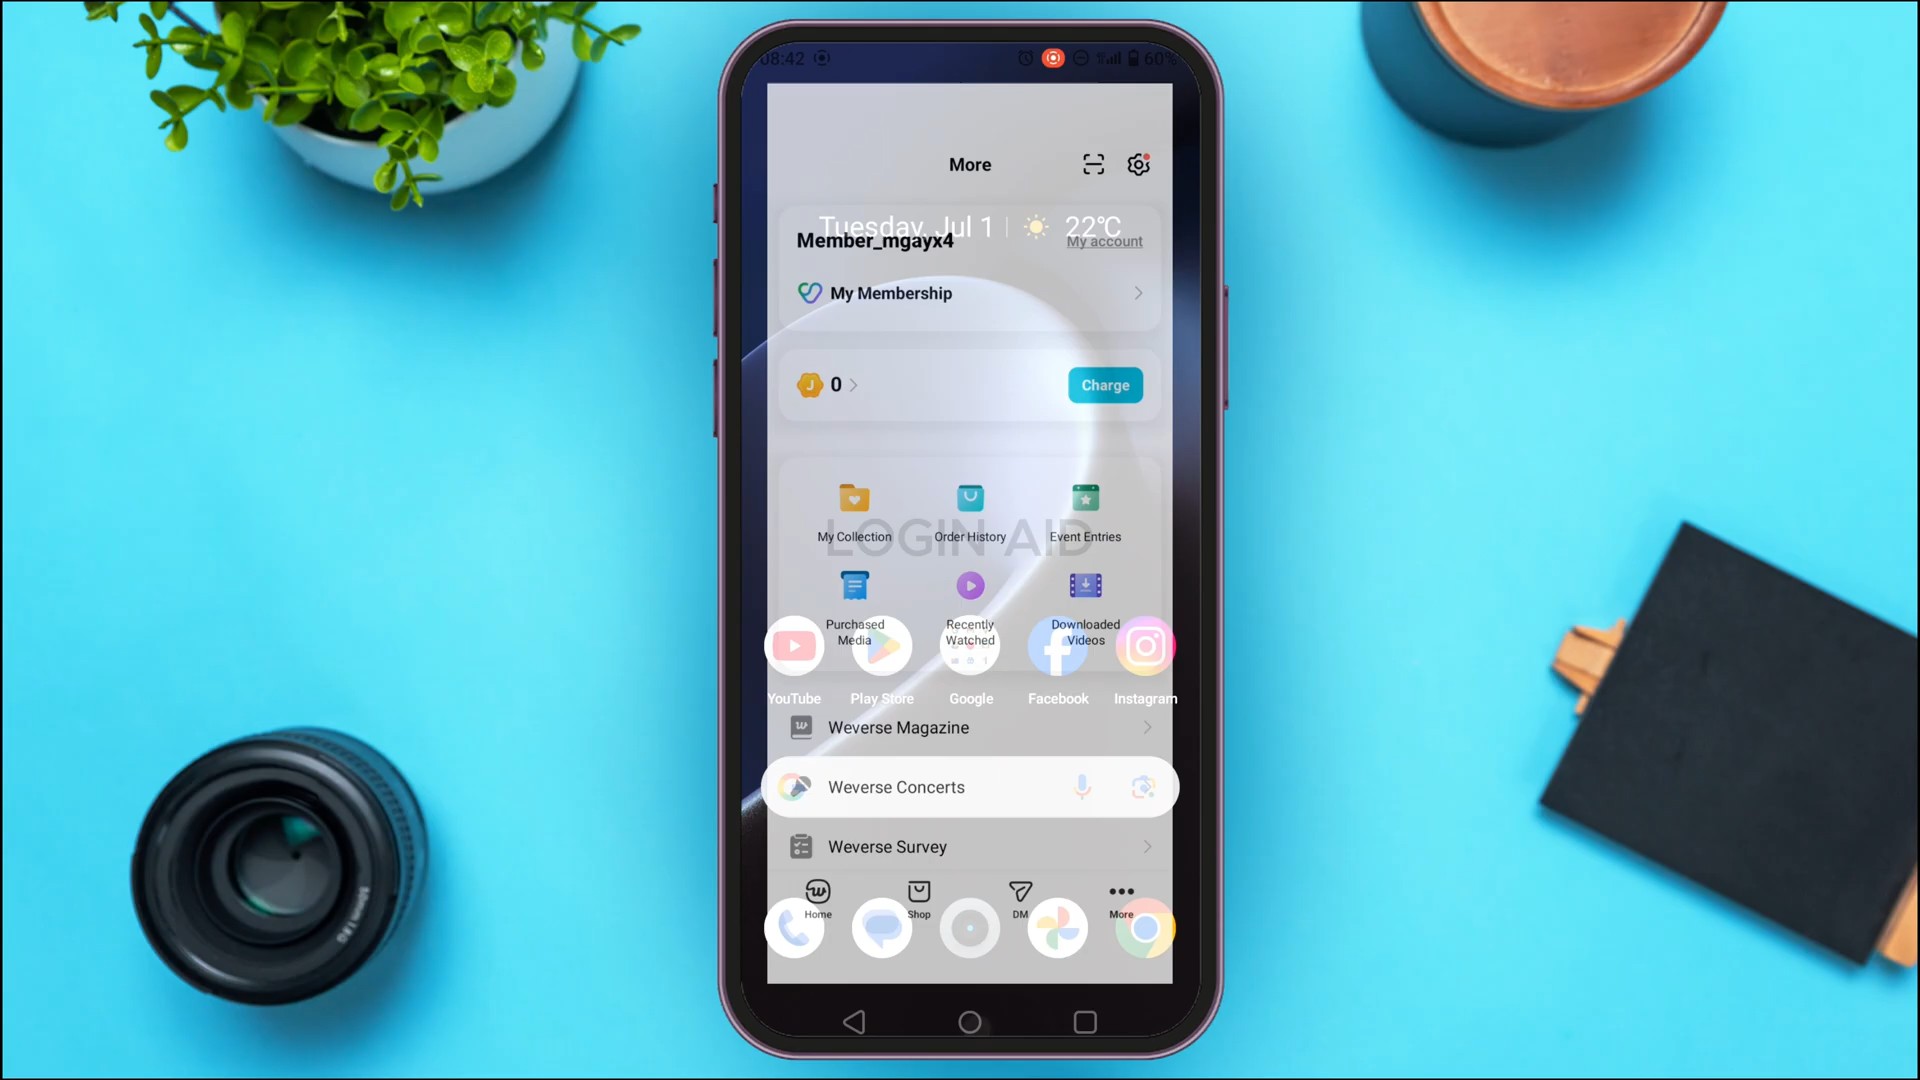 08:42 60%
More
Tuesday, Jul 1 22°C
Member_mgayx4 My account
My Membership
J 0 Charge
My Collection Order History Event Entries
LOGIN AID
Purchased Media Recently Watched Downloaded Videos
YouTube Play Store Google Facebook Instagram
Weverse Magazine
Weverse Concerts
Weverse Survey
Home Shop DM More